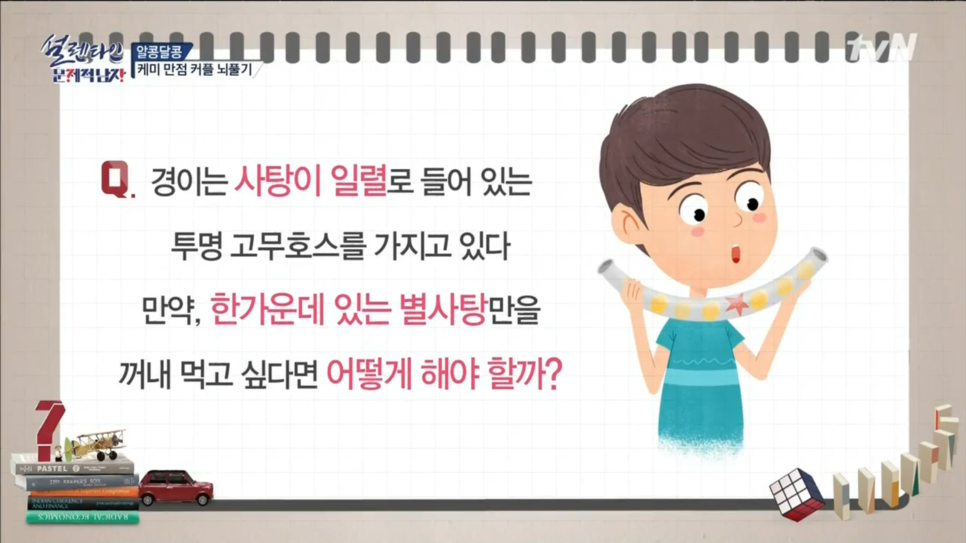 설렌타인
문제적남자
알콩달콩
케미 만점 커플 뇌풀기
tvN
Q. 경이는 사탕이 일렬로 들어 있는
투명 고무호스를 가지고 있다
만약, 한가운데 있는 별사탕만을
꺼내 먹고 싶다면 어떻게 해야 할까?
?
PASTEL
RADICAL ECONOMICS